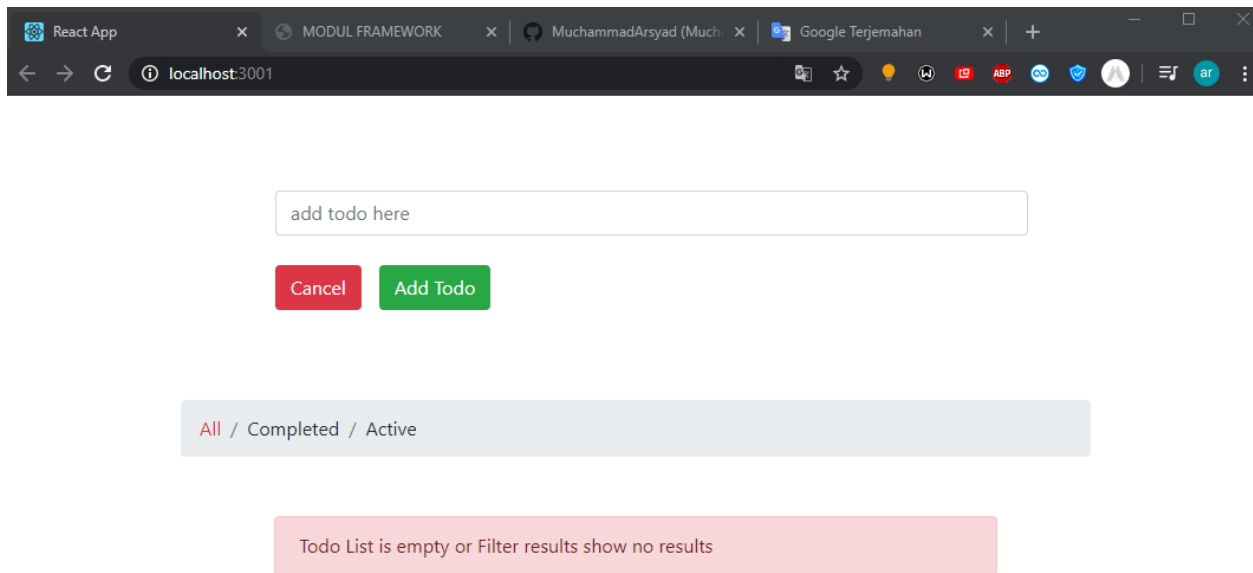 React App
MODUL FRAMEWORK
MuchammadArsyad (Much
Google Terjemahan
localhost:3001
ABP
ar
add todo here
Cancel
Add Todo
All / Completed / Active
Todo List is empty or Filter results show no results